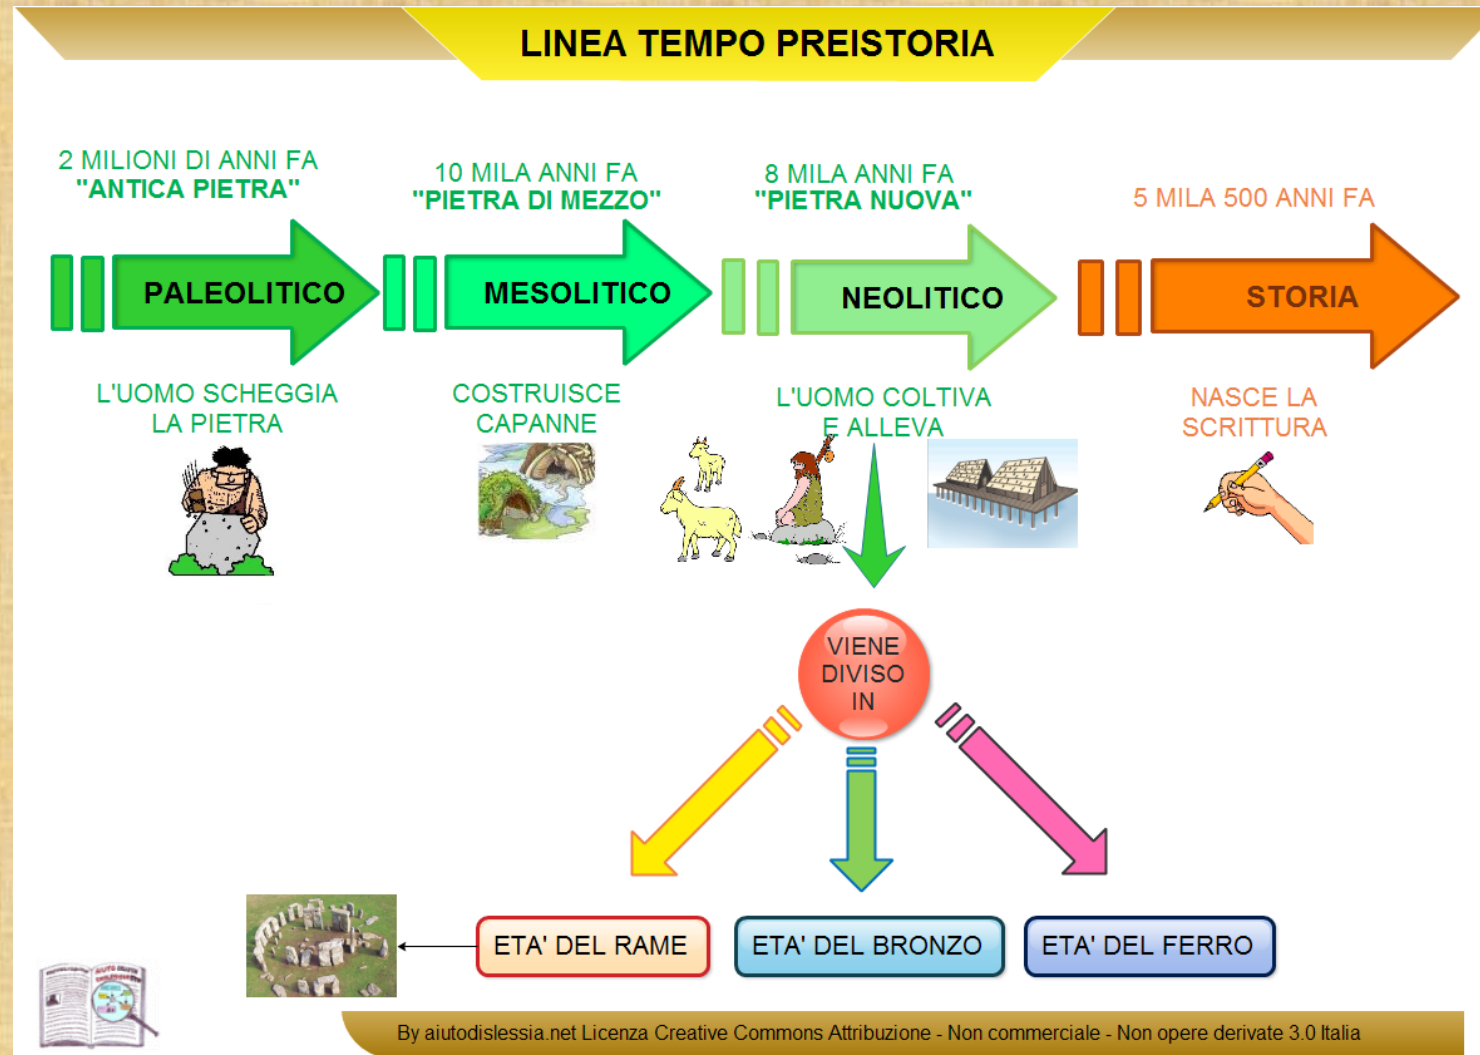 LINEA TEMPO PREISTORIA
2 MILIONI DI ANNI FA
"ANTICA PIETRA"
10 MILA ANNI FA
"PIETRA DI MEZZO"
8 MILA ANNI FA
"PIETRA NUOVA"
5 MILA 500 ANNI FA
PALEOLITICO
MESOLITICO
NEOLITICO
STORIA
L'UOMO SCHEGGIA
LA PIETRA
COSTRUISCE
CAPANNE
L'UOMO COLTIVA
E ALLEVA
NASCE LA
SCRITTURA
VIENE
DIVISO
IN
ETA' DEL RAME
ETA' DEL BRONZO
ETA' DEL FERRO
By aiutodislessia.net Licenza Creative Commons Attribuzione - Non commerciale - Non opere derivate 3.0 Italia